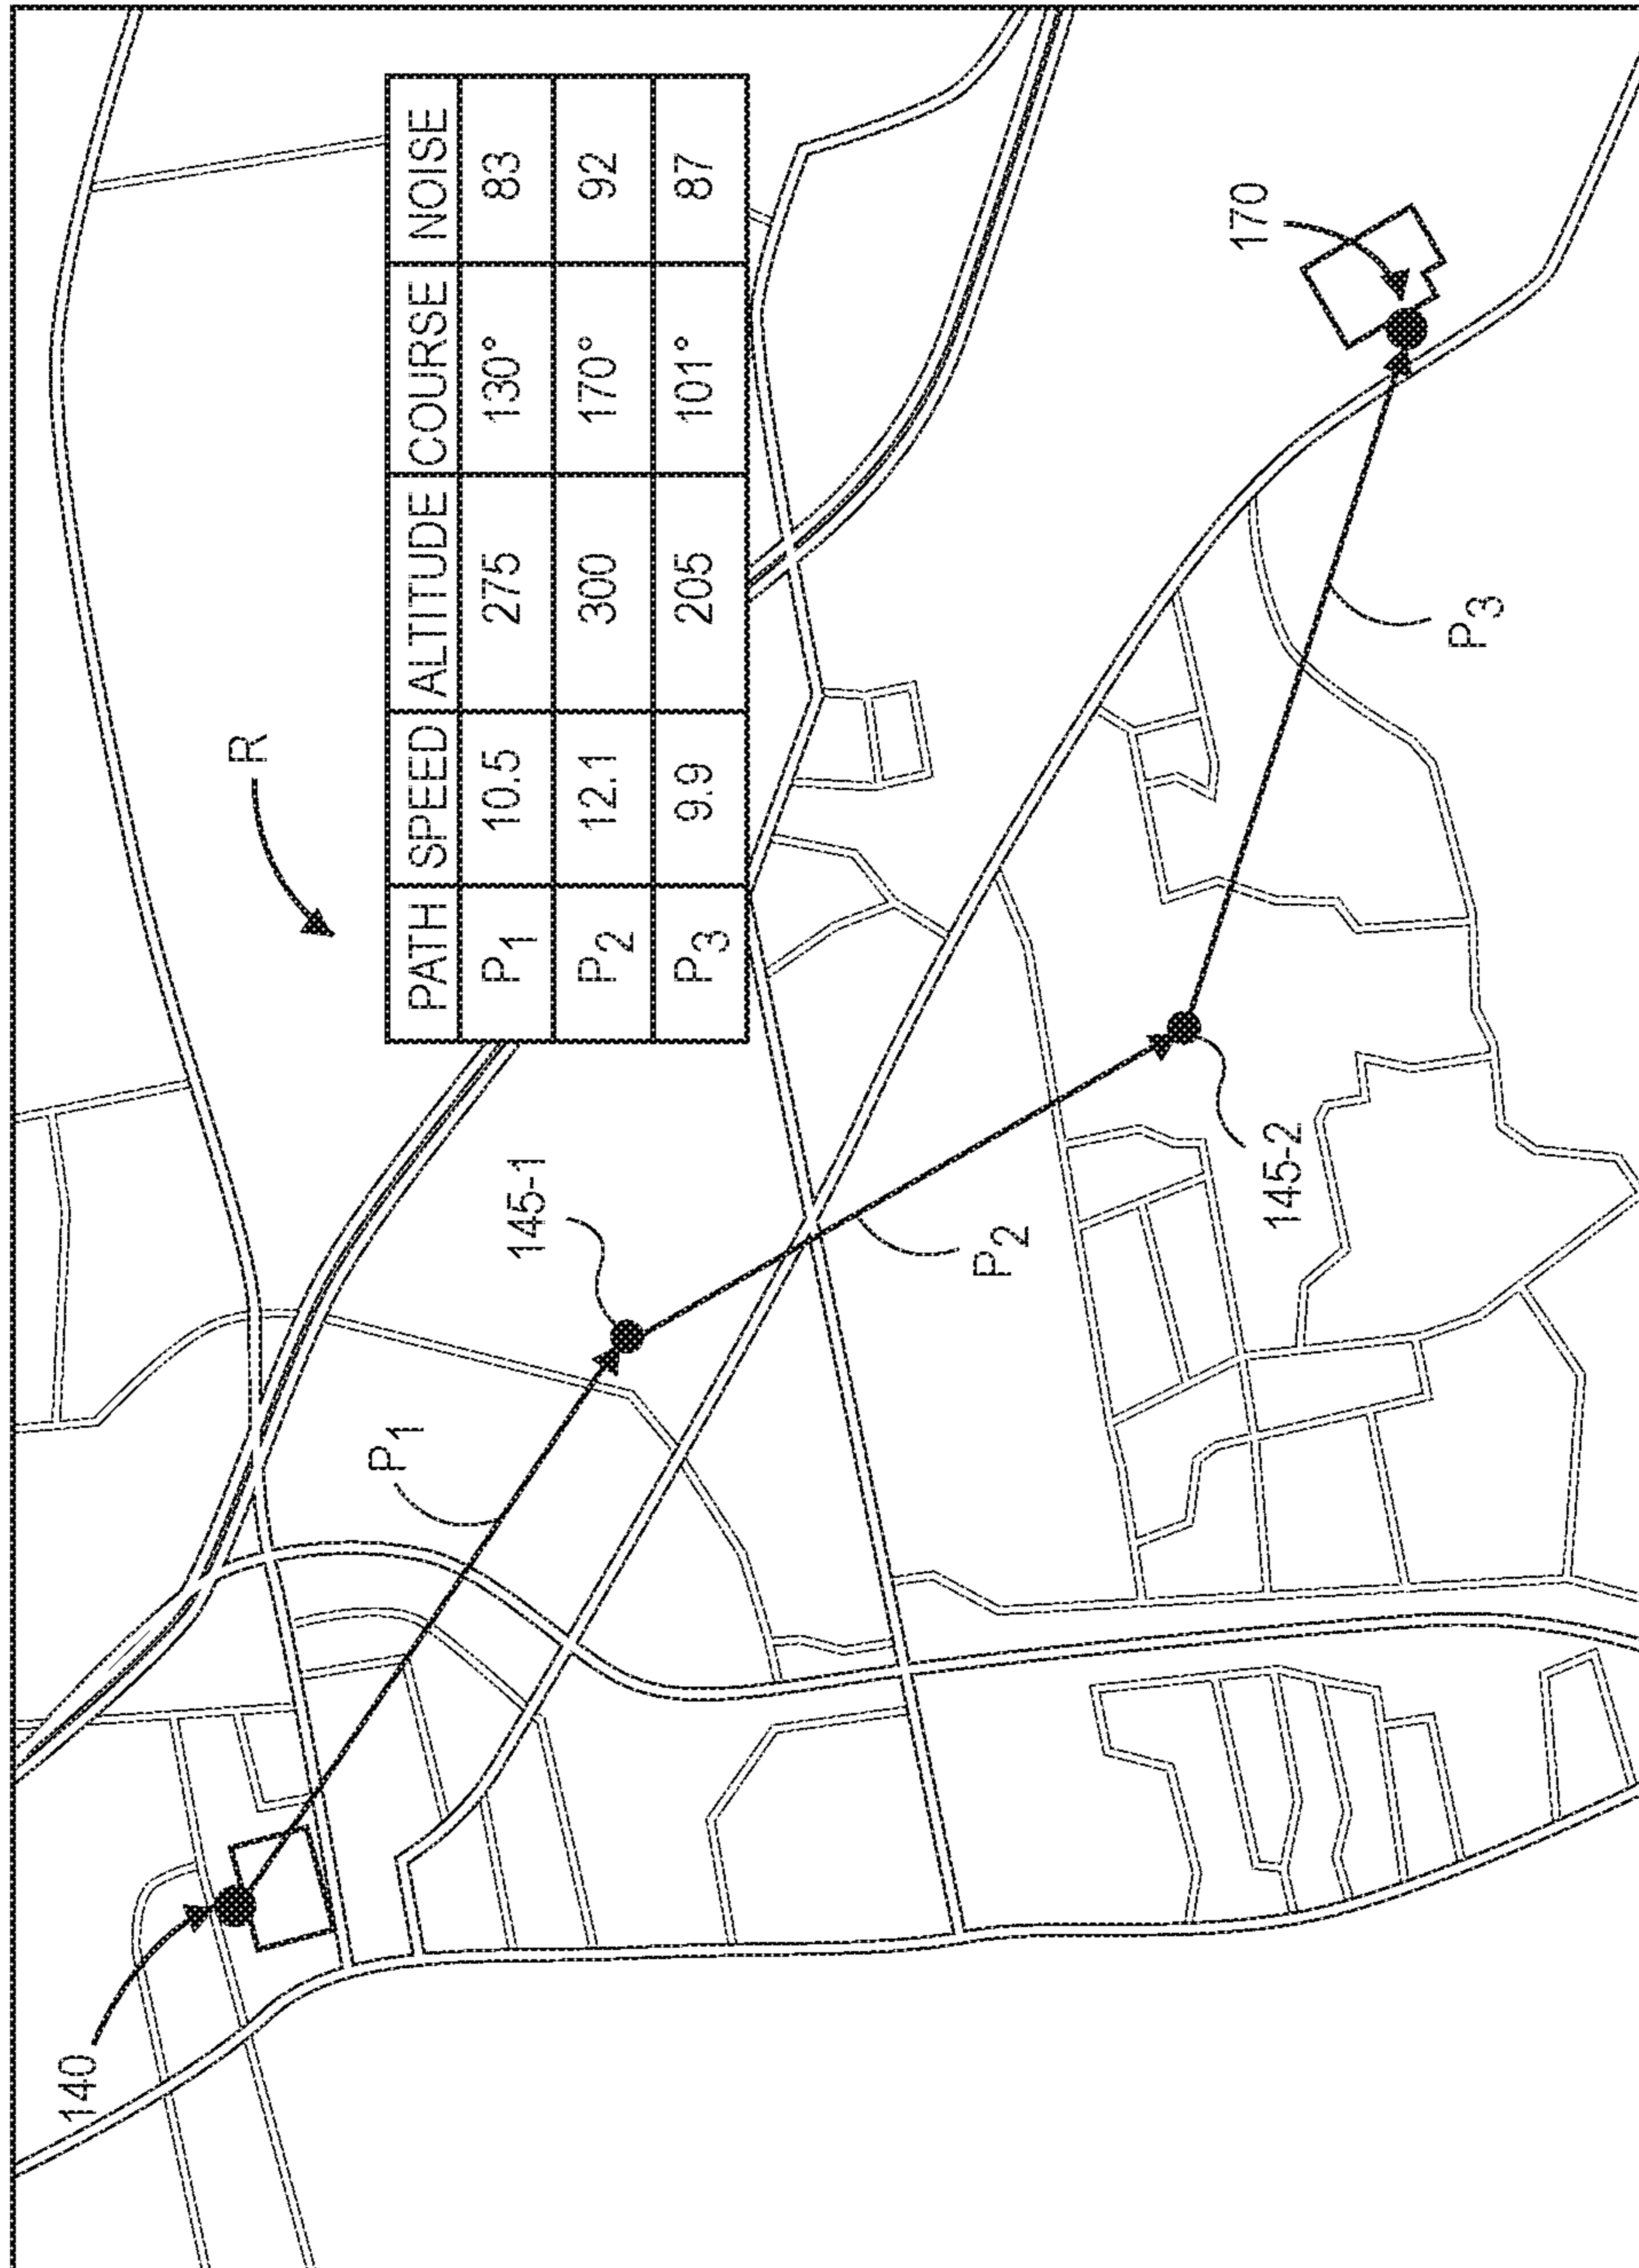 R
PATH SPEED ALTITUDE COURSE NOISE
P1 10.5 275 130° 83
P2 12.1 300 170° 92
P3 9.9 205 101° 87
140
P1
145-1
P2
145-2
P3
170